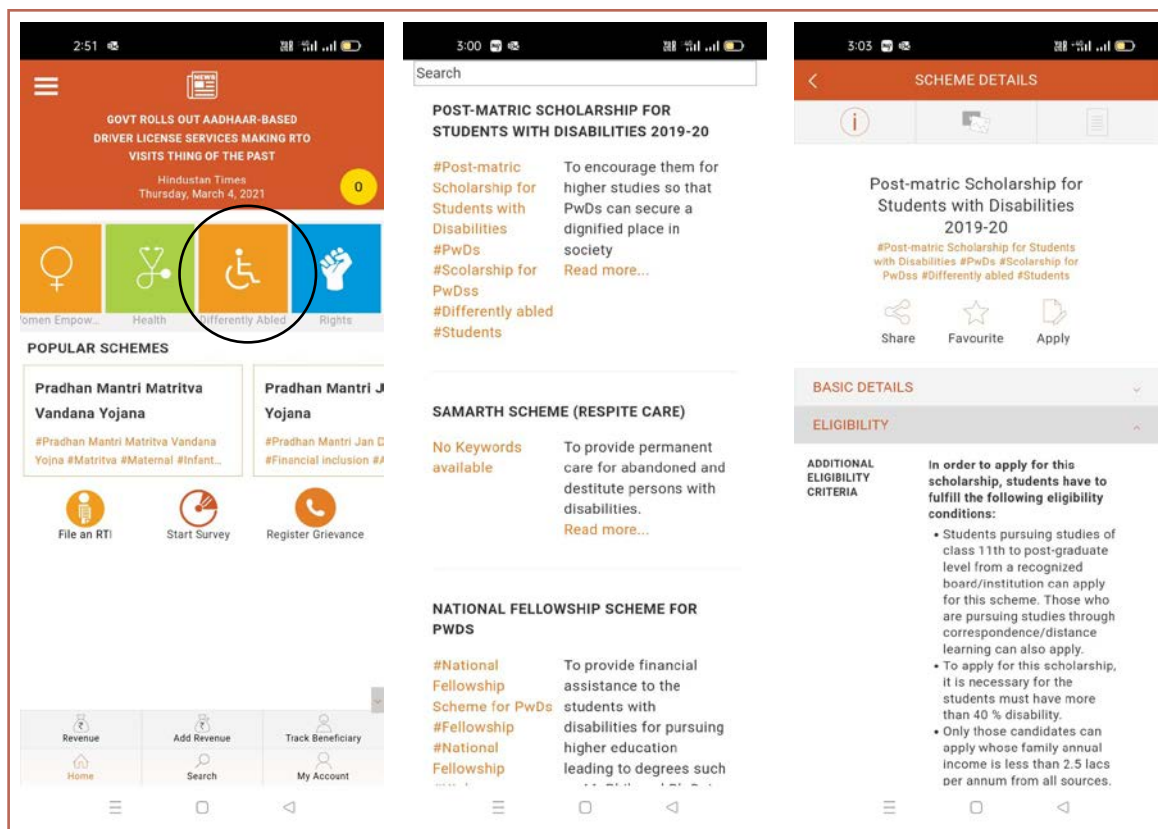 2:51
GOVT ROLLS OUT AADHAAR-BASED
DRIVER LICENSE SERVICES MAKING RTO
VISITS THING OF THE PAST
Hindustan Times
Thursday, March 4, 2021
0
omen Empow...
Health
Differently Abled
Rights
POPULAR SCHEMES
Pradhan Mantri Matritva
Vandana Yojana
#Pradhan Mantri Matritva Vandana
Yojna #Matritva #Maternal #Infant...
Pradhan Mantri J
Yojana
#Pradhan Mantri Jan D
#Financial inclusion #A
File an RTI
Start Survey
Register Grievance
Revenue
Add Revenue
Track Beneficiary
Home
Search
My Account
3:00
Search
POST-MATRIC SCHOLARSHIP FOR
STUDENTS WITH DISABILITIES 2019-20
#Post-matric
Scholarship for
Students with
Disabilities
#PwDs
#Scolarship for
PwDss
#Differently abled
#Students
To encourage them for
higher studies so that
PwDs can secure a
dignified place in
society
Read more...
SAMARTH SCHEME (RESPITE CARE)
No Keywords
available
To provide permanent
care for abandoned and
destitute persons with
disabilities.
Read more...
NATIONAL FELLOWSHIP SCHEME FOR
PWDS
#National
Fellowship
Scheme for PwDs
#Fellowship
#National
Fellowship
To provide financial
assistance to the
students with
disabilities for pursuing
higher education
leading to degrees such
3:03
SCHEME DETAILS
Post-matric Scholarship for
Students with Disabilities
2019-20
#Post-matric Scholarship for Students
with Disabilities #PwDs #Scolarship for
PwDss #Differently abled #Students
Share
Favourite
Apply
BASIC DETAILS
ELIGIBILITY
ADDITIONAL
ELIGIBILITY
CRITERIA
In order to apply for this
scholarship, students have to
fulfill the following eligibility
conditions:
• Students pursuing studies of
class 11th to post-graduate
level from a recognized
board/institution can apply
for this scheme. Those who
are pursuing studies through
correspondence/distance
learning can also apply.
• To apply for this scholarship,
it is necessary for the
students must have more
than 40 % disability.
• Only those candidates can
apply whose family annual
income is less than 2.5 lacs
per annum from all sources.